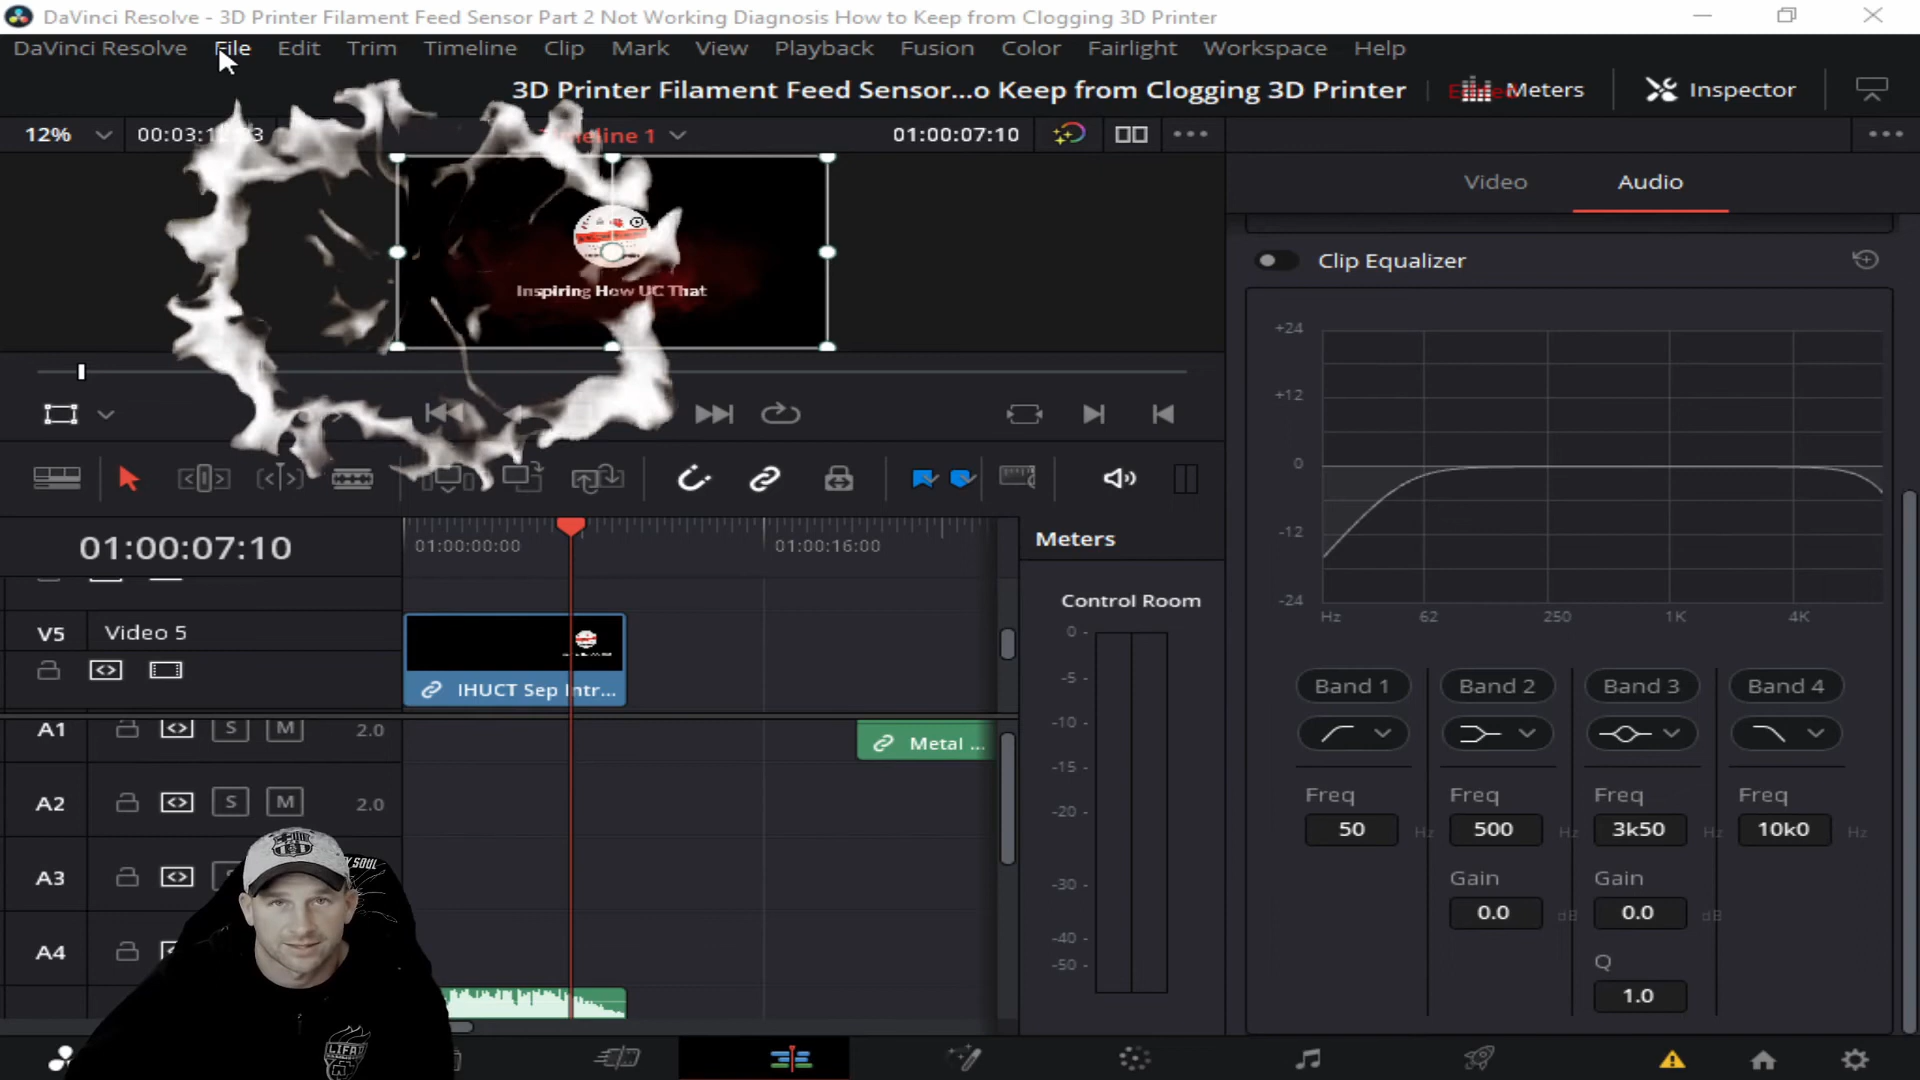 DaVinci Resolve - 3D Printer Filament Feed Sensor Part 2 Not Working Diagnosis How to Keep from Clogging 3D Printer
DaVinci Resolve File Edit Trim Timeline Clip Mark View Playback Fusion Color Fairlight Workspace Help
3D Printer Filament Feed Sensor...o Keep from Clogging 3D Printer
Meters Inspector
12% 01:00:07:10
Video Audio
Clip Equalizer
Inspiring How UC That
+24
+12
0
-12
-24
Hz 62 250 1K 4K
01:00:07:10
01:00:00:00 01:00:16:00
Meters
Control Room
0
-5
-10
-15
-20
-30
-40
-50
V5 Video 5
IHUCT Sep Intr...
A1 S M 2.0
Metal ...
A2 S M 2.0
A3
A4
Band 1 Band 2 Band 3 Band 4
Freq Freq Freq Freq
50 Hz 500 Hz 3k50 Hz 10k0 Hz
Gain Gain
0.0 dB 0.0 dB
Q
1.0